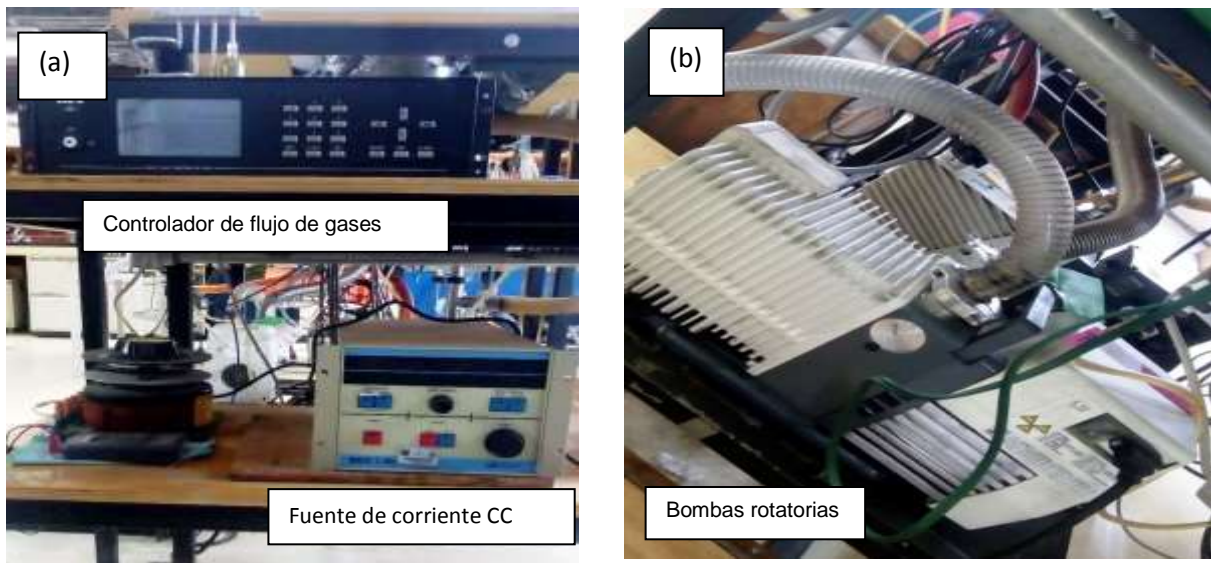 (a)
Controlador de flujo de gases
Fuente de corriente CC
(b)
Bombas rotatorias